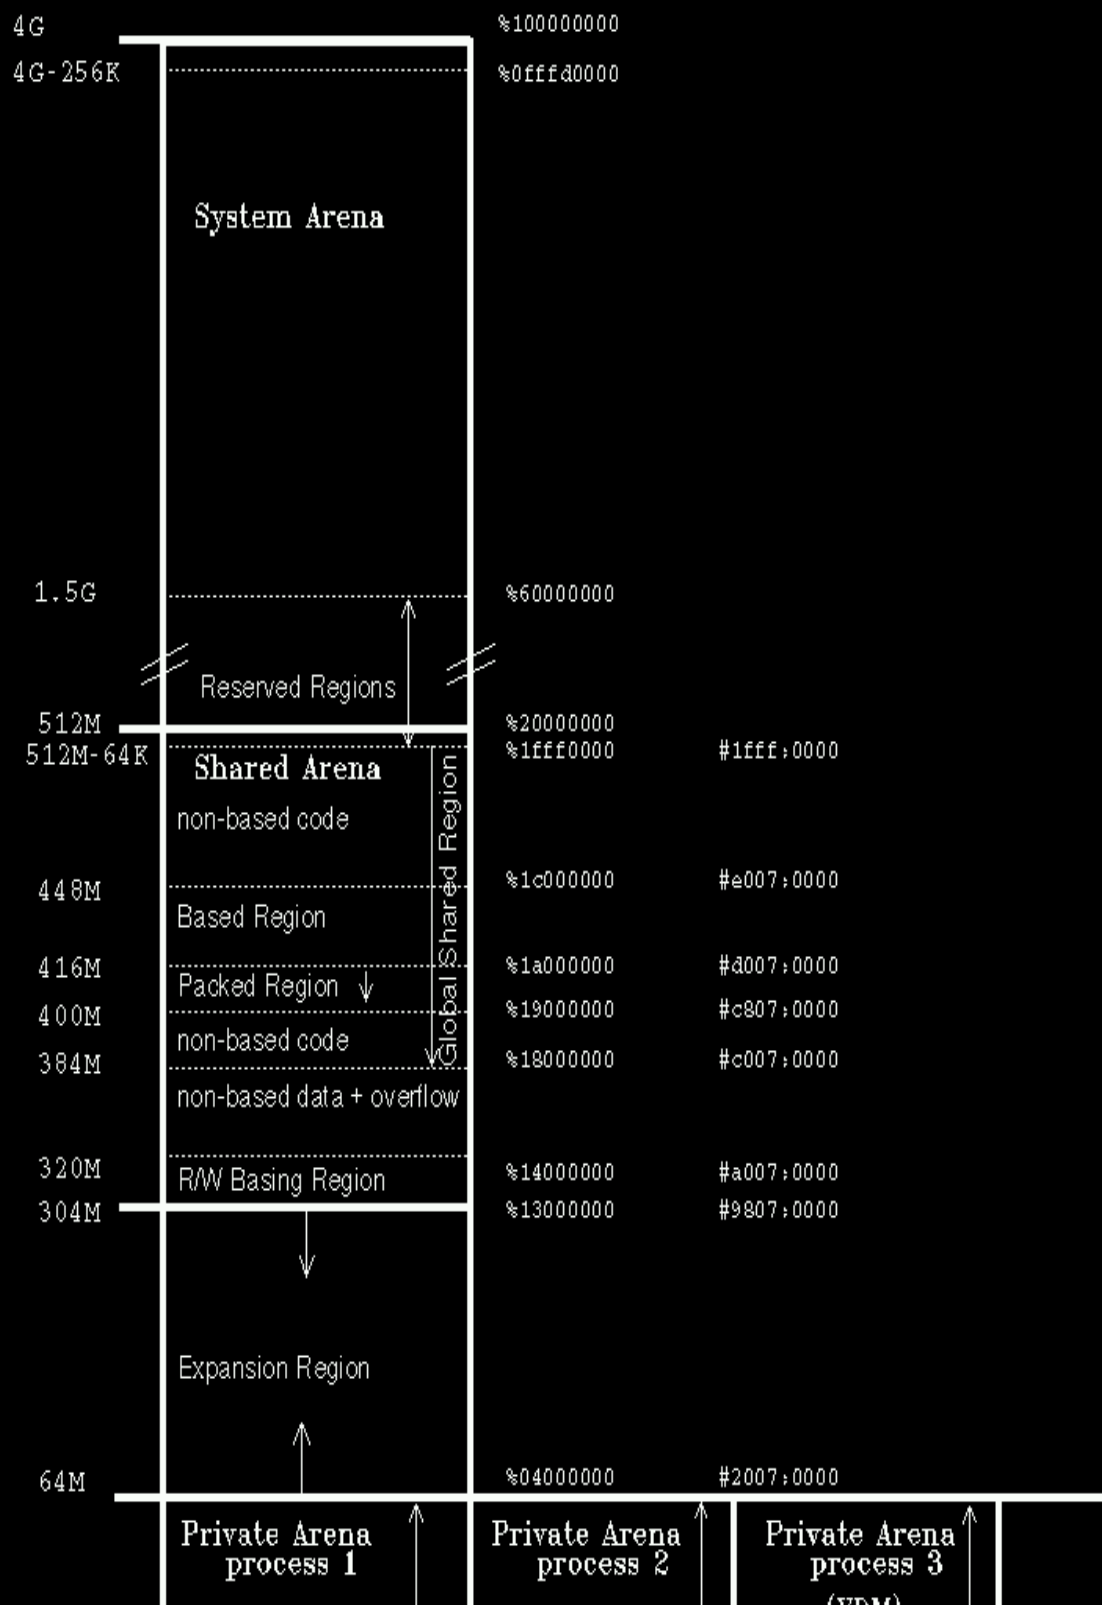 4G %100000000
4G-256K %0fffd0000
System Arena
1.5G %60000000
Reserved Regions
512M %20000000
512M-64K %1fff0000 #1fff:0000
Shared Arena
Global Shared Region
non-based code
448M %1c000000 #e007:0000
Based Region
416M %1a000000 #d007:0000
Packed Region
400M %19000000 #c807:0000
non-based code
384M %18000000 #c007:0000
non-based data + overflow
320M %14000000 #a007:0000
R/W Basing Region
304M %13000000 #9807:0000
Expansion Region
64M %04000000 #2007:0000
Private Arena Private Arena Private Arena
process 1 process 2 process 3
(VDM)